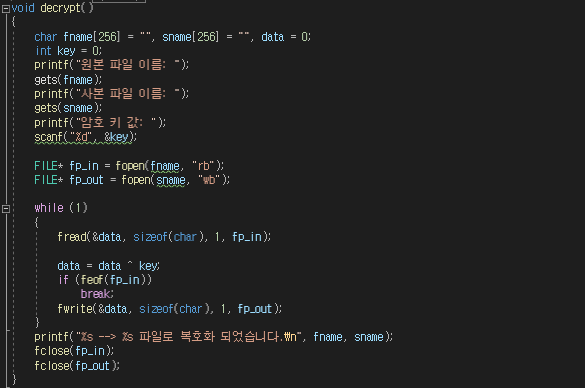 void decrypt()
{
char fname[256] = "", sname[256] = "", data = 0;
int key = 0;
printf("원본 파일 이름: ");
gets(fname);
printf("사본 파일 이름: ");
gets(sname);
printf("암호 키 값: ");
scanf("%d", &key);
FILE* fp_in = fopen(fname, "rb");
FILE* fp_out = fopen(sname, "wb");
while (1)
{
fread(&data, sizeof(char), 1, fp_in);
data = data ^ key;
if (feof(fp_in))
break;
fwrite(&data, sizeof(char), 1, fp_out);
}
printf("%s --> %s 파일로 복호화 되었습니다.₩n", fname, sname);
fclose(fp_in);
fclose(fp_out);
}